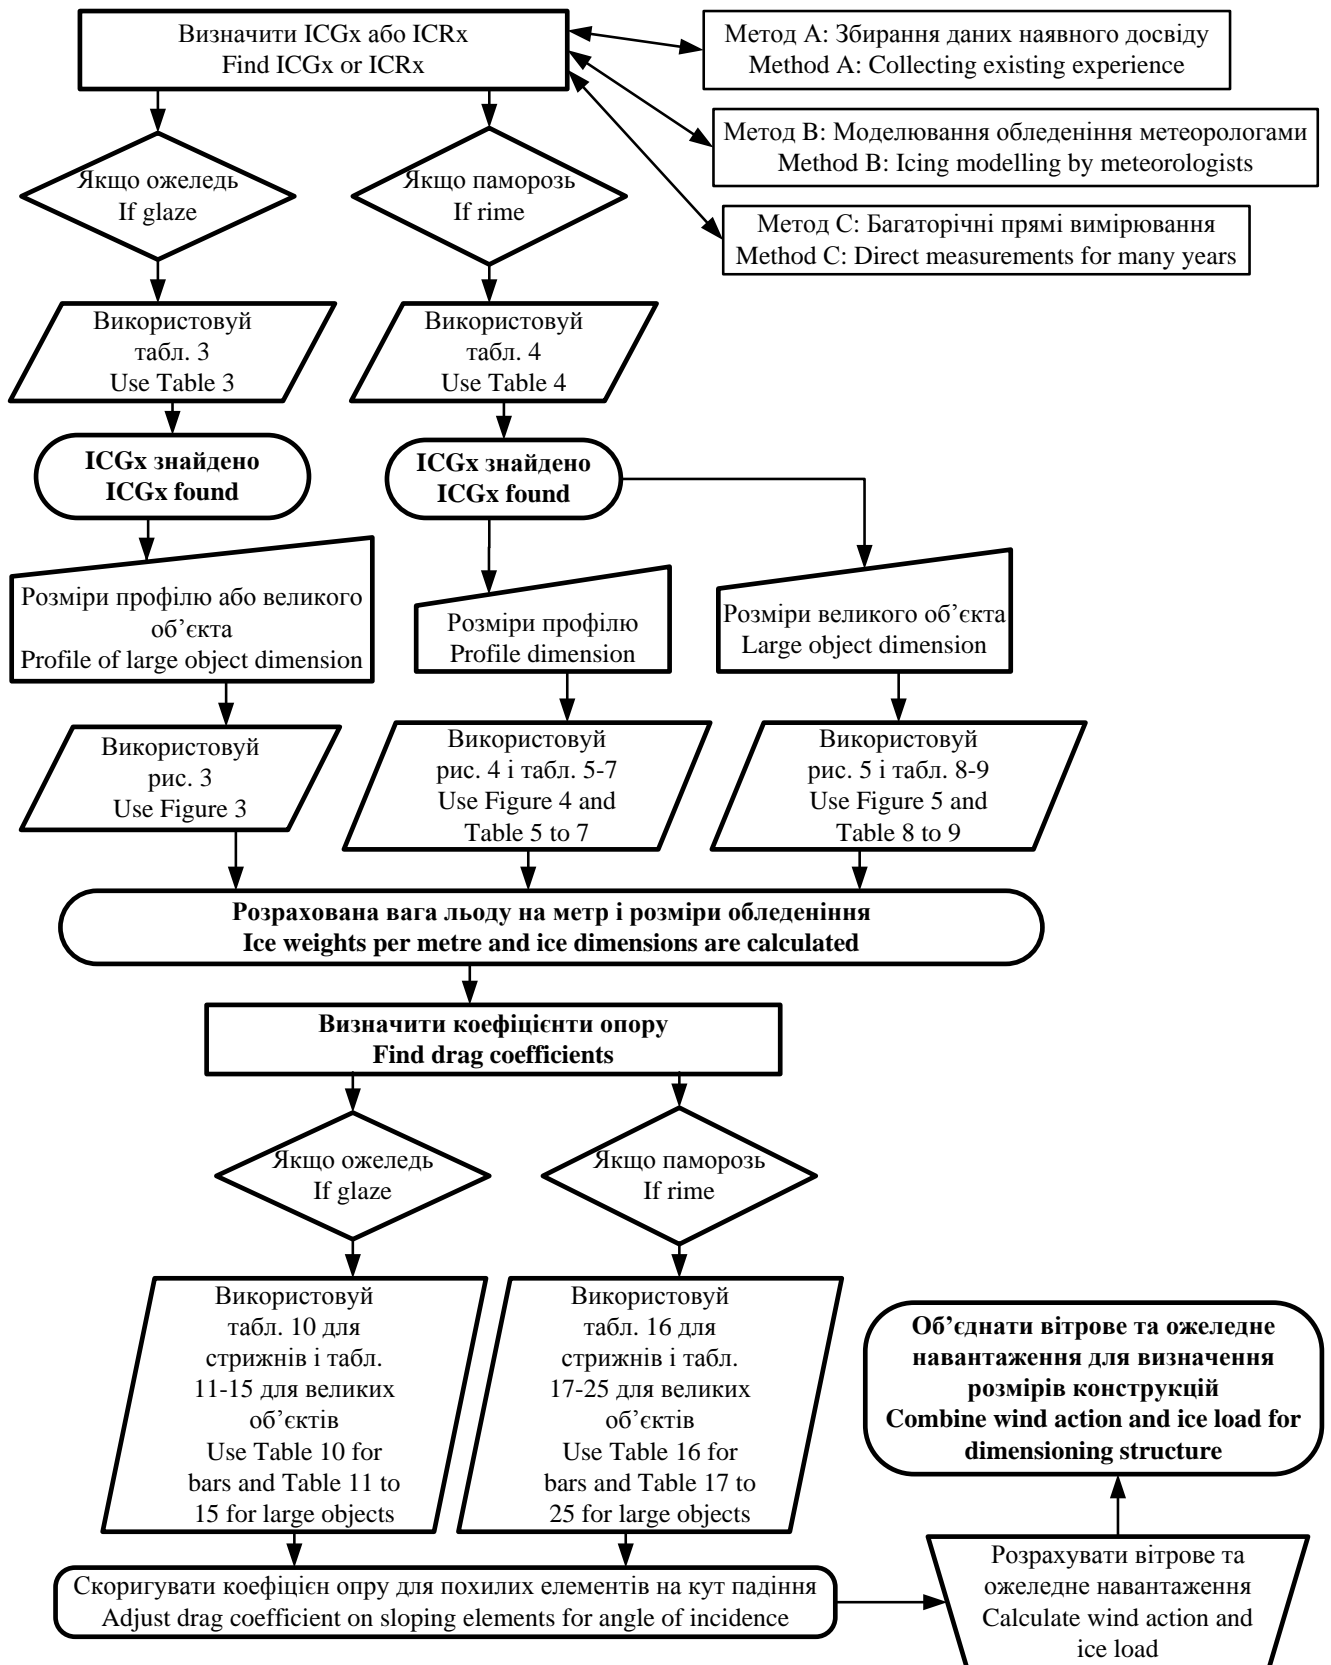 Визначити ICGx або ICRx
Find ICGx or ICRx
Метод А: Збирання даних наявного досвіду
Method A: Collecting existing experience
Метод В: Моделювання обледеніння метеорологами
Method B: Icing modelling by meteorologists
Метод С: Багаторічні прямі вимірювання
Method C: Direct measurements for many years
Якщо ожеледь
If glaze
Якщо паморозь
If rime
Використовуй
табл. 3
Use Table 3
Використовуй
табл. 4
Use Table 4
ICGx знайдено
ICGx found
ICGx знайдено
ICGx found
Розміри профілю або великого
об’єкта
Profile of large object dimension
Розміри профілю
Profile dimension
Розміри великого об’єкта
Large object dimension
Використовуй
рис. 3
Use Figure 3
Використовуй
рис. 4 і табл. 5-7
Use Figure 4 and
Table 5 to 7
Використовуй
рис. 5 і табл. 8-9
Use Figure 5 and
Table 8 to 9
Розрахована вага льоду на метр і розміри обледеніння
Ice weights per metre and ice dimensions are calculated
Визначити коефіцієнти опору
Find drag coefficients
Якщо ожеледь
If glaze
Якщо паморозь
If rime
Використовуй
табл. 10 для
стрижнів і табл.
11-15 для великих
об’єктів
Use Table 10 for
bars and Table 11 to
15 for large objects
Використовуй
табл. 16 для
стрижнів і табл.
17-25 для великих
об’єктів
Use Table 16 for
bars and Table 17 to
25 for large objects
Об’єднати вітрове та ожеледне
навантаження для визначення
розмірів конструкцій
Combine wind action and ice load for
dimensioning structure
Скоригувати коефіцієн опру для похилих елементів на кут падіння
Adjust drag coefficient on sloping elements for angle of incidence
Розрахувати вітрове та
ожеледне навантаження
Calculate wind action and
ice load